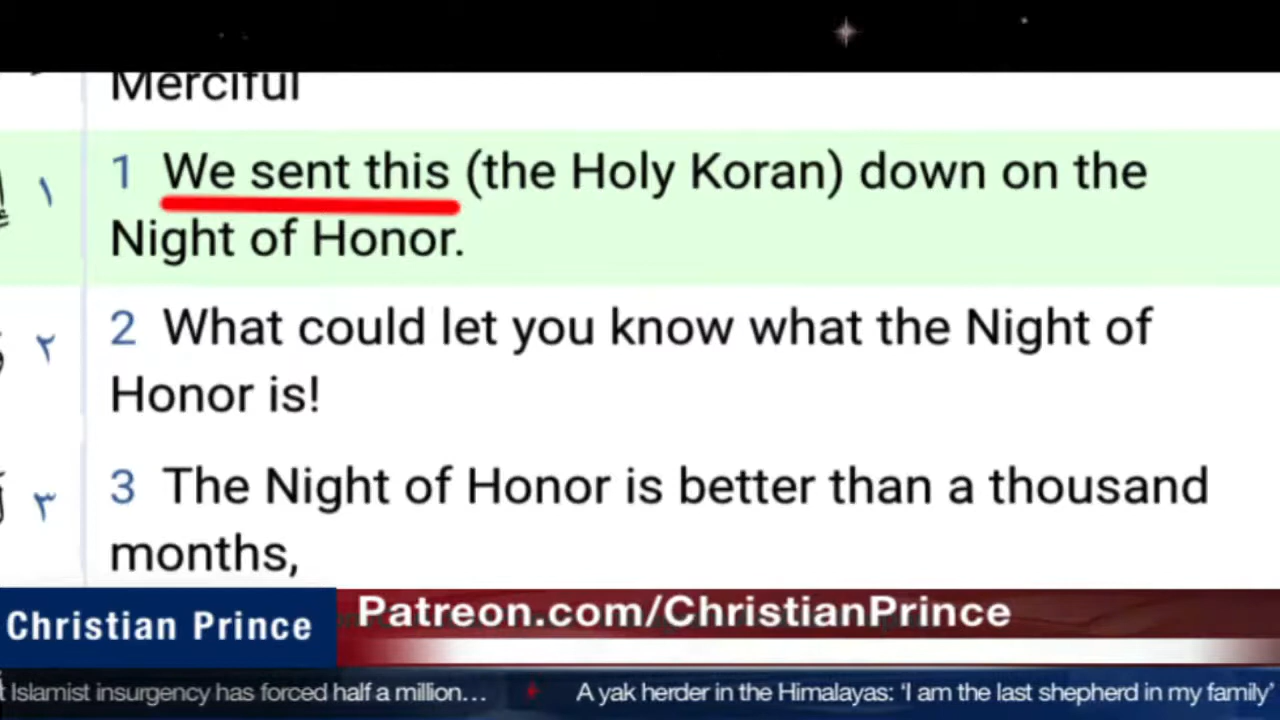 Merciful
١ 1 We sent this (the Holy Koran) down on the
Night of Honor.
٢ 2 What could let you know what the Night of
Honor is!
٣ 3 The Night of Honor is better than a thousand
months,
Christian Prince
Patreon.com/ChristianPrince
Islamist insurgency has forced half a million… A yak herder in the Himalayas: ‘I am the last shepherd in my family’